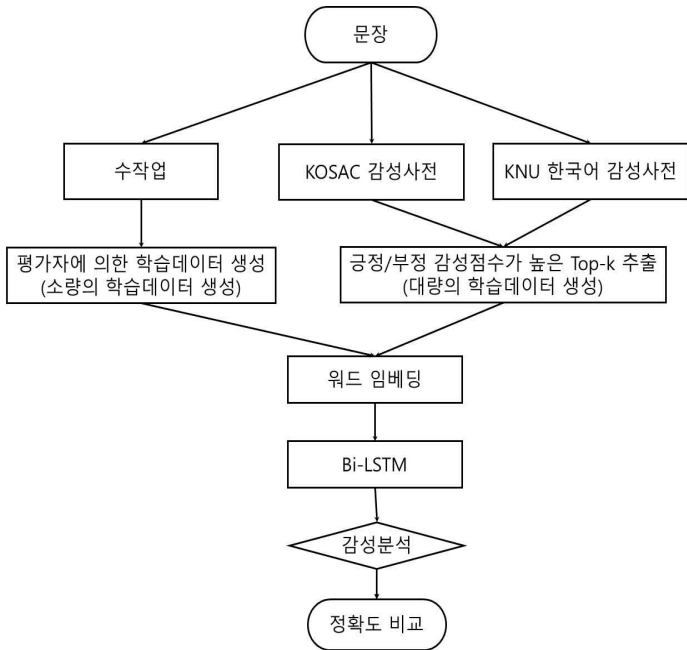 문장
수작업
KOSAC 감성사전
KNU 한국어 감성사전
평가자에 의한 학습데이터 생성
(소량의 학습데이터 생성)
긍정/부정 감성점수가 높은 Top-k 추출
(대량의 학습데이터 생성)
워드 임베딩
Bi-LSTM
감성분석
정확도 비교